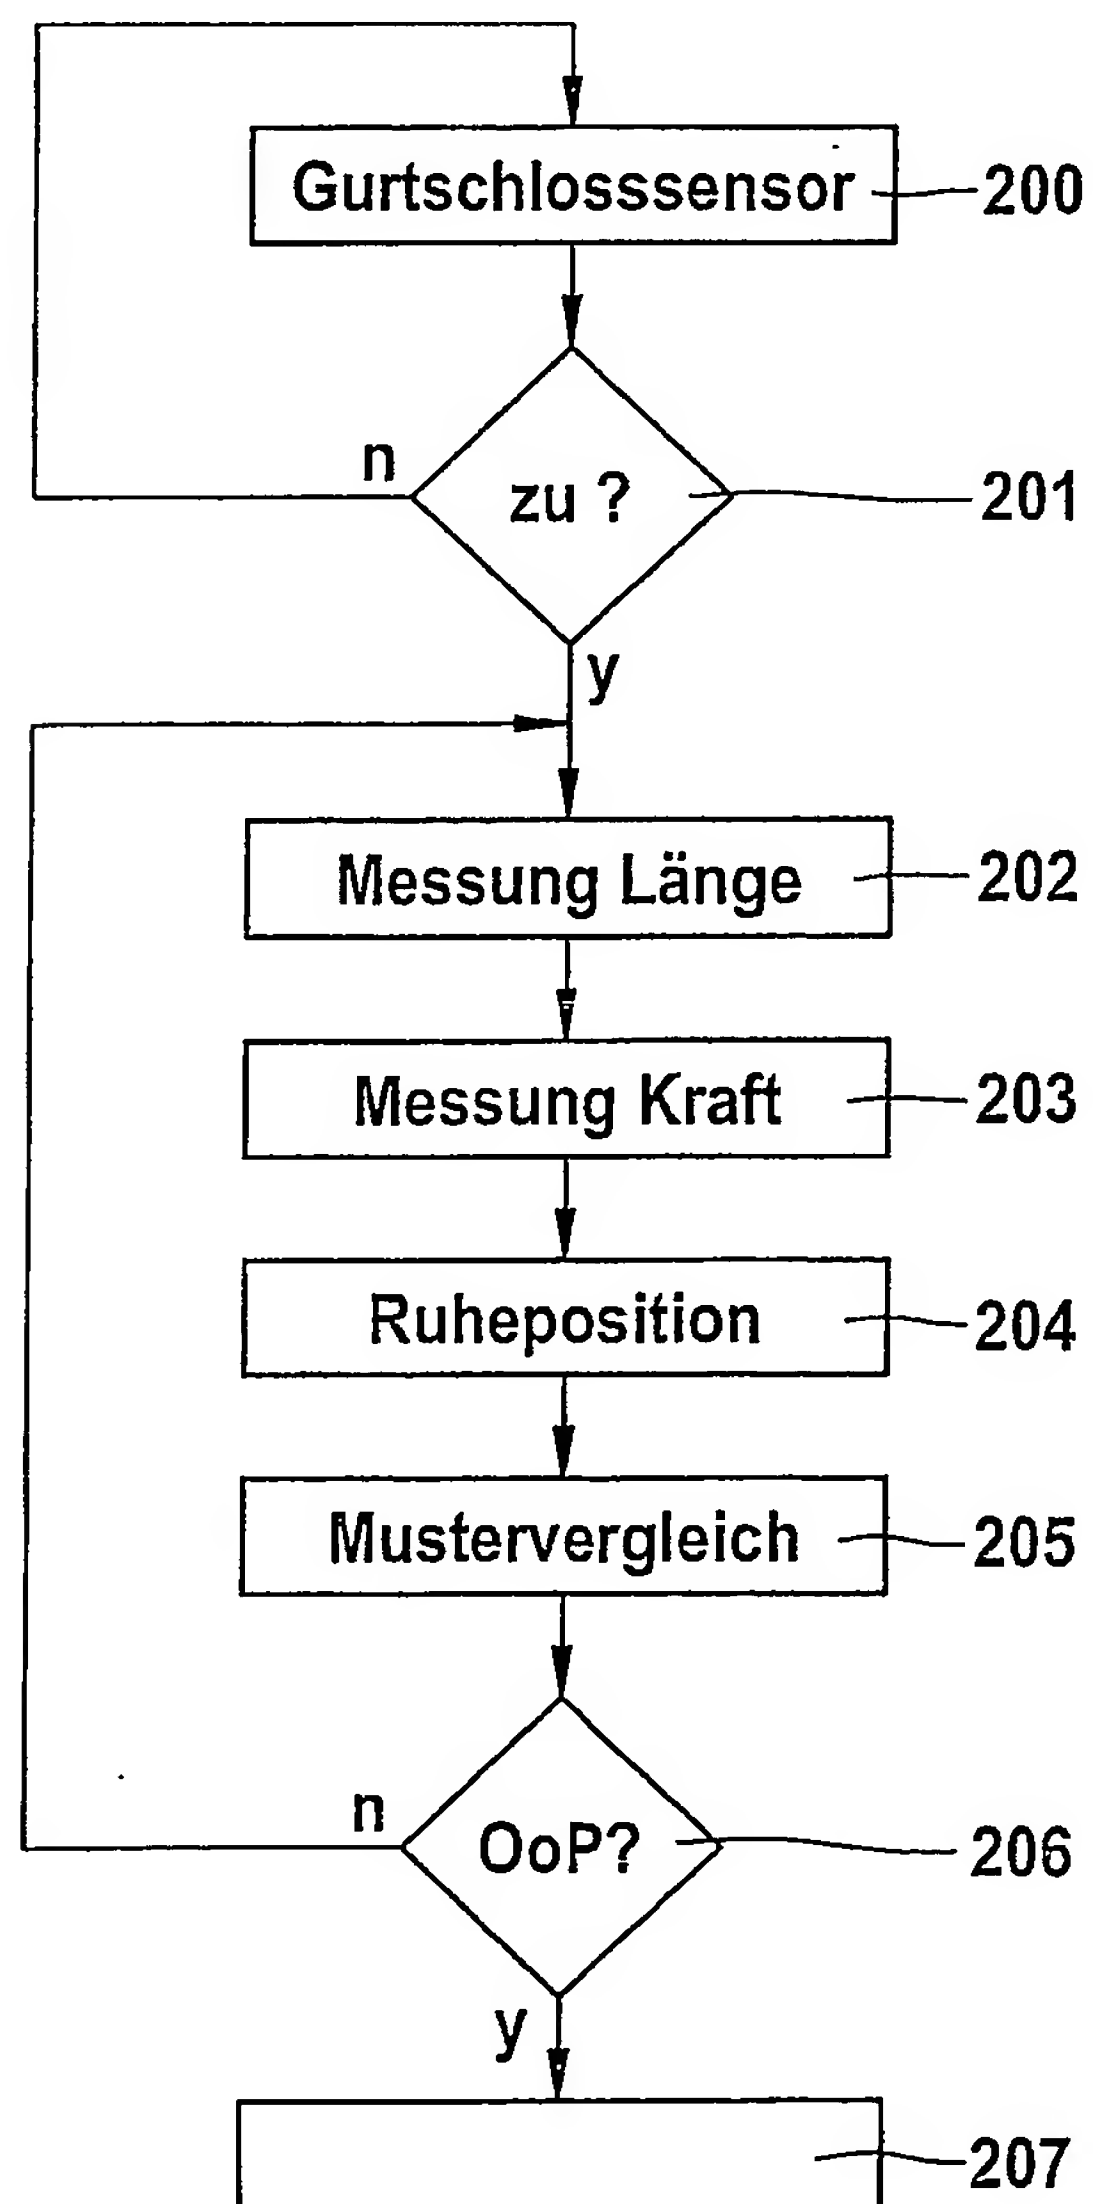 Gurtschlosssensor 200
n
zu ? 201
y
Messung Länge 202
Messung Kraft 203
Ruheposition 204
Mustervergleich 205
n
OoP? 206
y
207